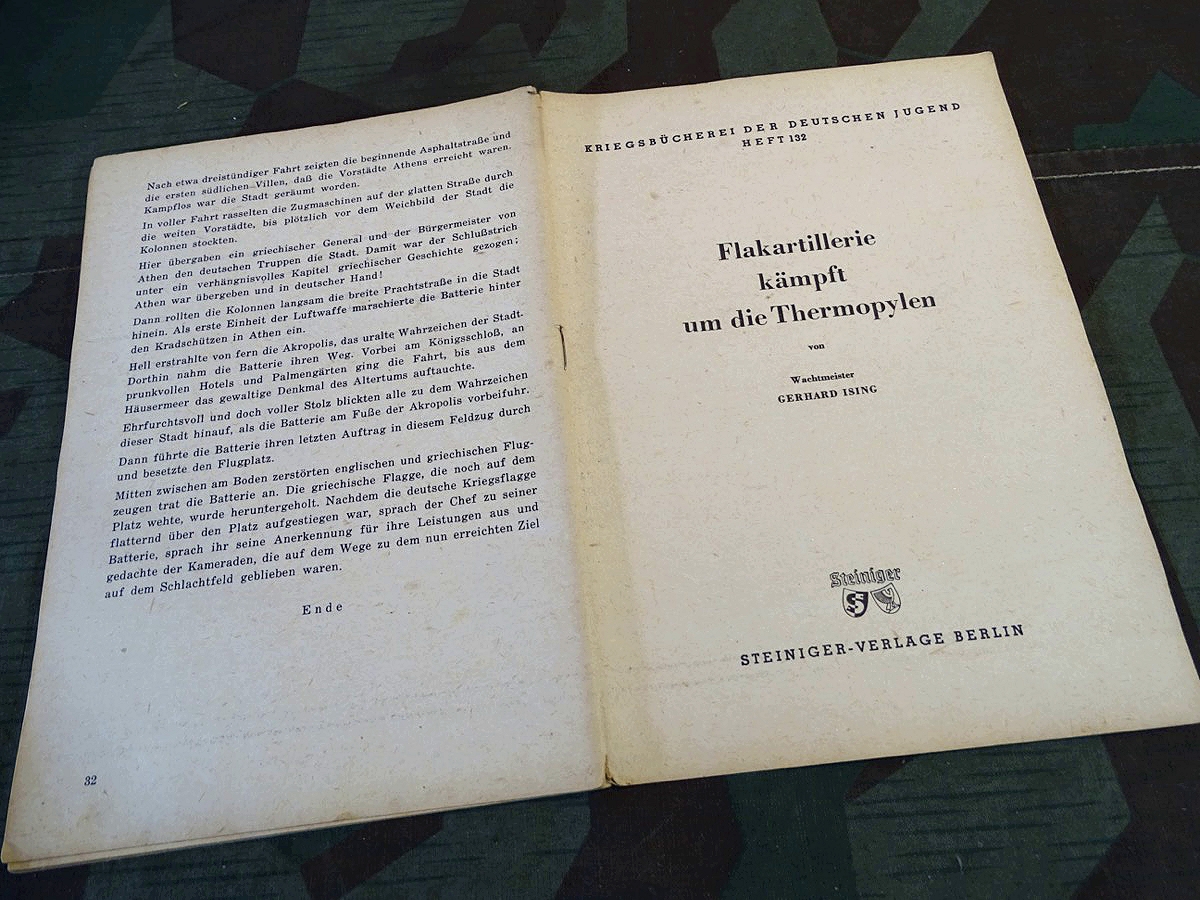 Nach etwa dreistündiger Fahrt zeigten die beginnende Asphaltstraße und
die ersten südlichen Villen, daß die Vorstädte Athens erreicht waren.
Kampflos war die Stadt geräumt worden.
In voller Fahrt rasselten die Zugmaschinen auf der glatten Straße durch
die weiten Vorstädte, bis plötzlich vor dem Weichbild der Stadt die
Kolonnen stockten.
Hier übergaben ein griechischer General und der Bürgermeister von
Athen den deutschen Truppen die Stadt. Damit war der Schlußstrich
unter ein verhängnisvolles Kapitel griechischer Geschichte gezogen;
Athen war übergeben und in deutscher Hand!
Dann rollten die Kolonnen langsam die breite Prachtstraße in die Stadt
hinein. Als erste Einheit der Luftwaffe marschierte die Batterie hinter
den Kradschützen in Athen ein.
Hell erstrahlte von fern die Akropolis, das uralte Wahrzeichen der Stadt.
Dorthin nahm die Batterie ihren Weg. Vorbei am Königsschloß, an
prunkvollen Hotels und Palmengärten ging die Fahrt, bis aus dem
Häusermeer das gewaltige Denkmal des Altertums auftauchte.
Ehrfurchtsvoll und doch voller Stolz blickten alle zu dem Wahrzeichen
dieser Stadt hinauf, als die Batterie am Fuße der Akropolis vorbeifuhr.
Dann führte die Batterie ihren letzten Auftrag in diesem Feldzug durch
und besetzte den Flugplatz.
Mitten zwischen am Boden zerstörten englischen und griechischen Flug-
zeugen trat die Batterie an. Die griechische Flagge, die noch auf dem
Platz wehte, wurde heruntergeholt. Nachdem die deutsche Kriegsflagge
flatternd über den Platz aufgestiegen war, sprach der Chef zu seiner
Batterie, sprach ihr seine Anerkennung für ihre Leistungen aus und
gedachte der Kameraden, die auf dem Wege zu dem nun erreichten Ziel
auf dem Schlachtfeld geblieben waren.
Ende
32
KRIEGSBÜCHEREI DER DEUTSCHEN JUGEND
HEFT 132
Flakartillerie
kämpft
um die Thermopylen
von
Wachtmeister
GERHARD ISING
Steiniger
STEINIGER-VERLAGE BERLIN